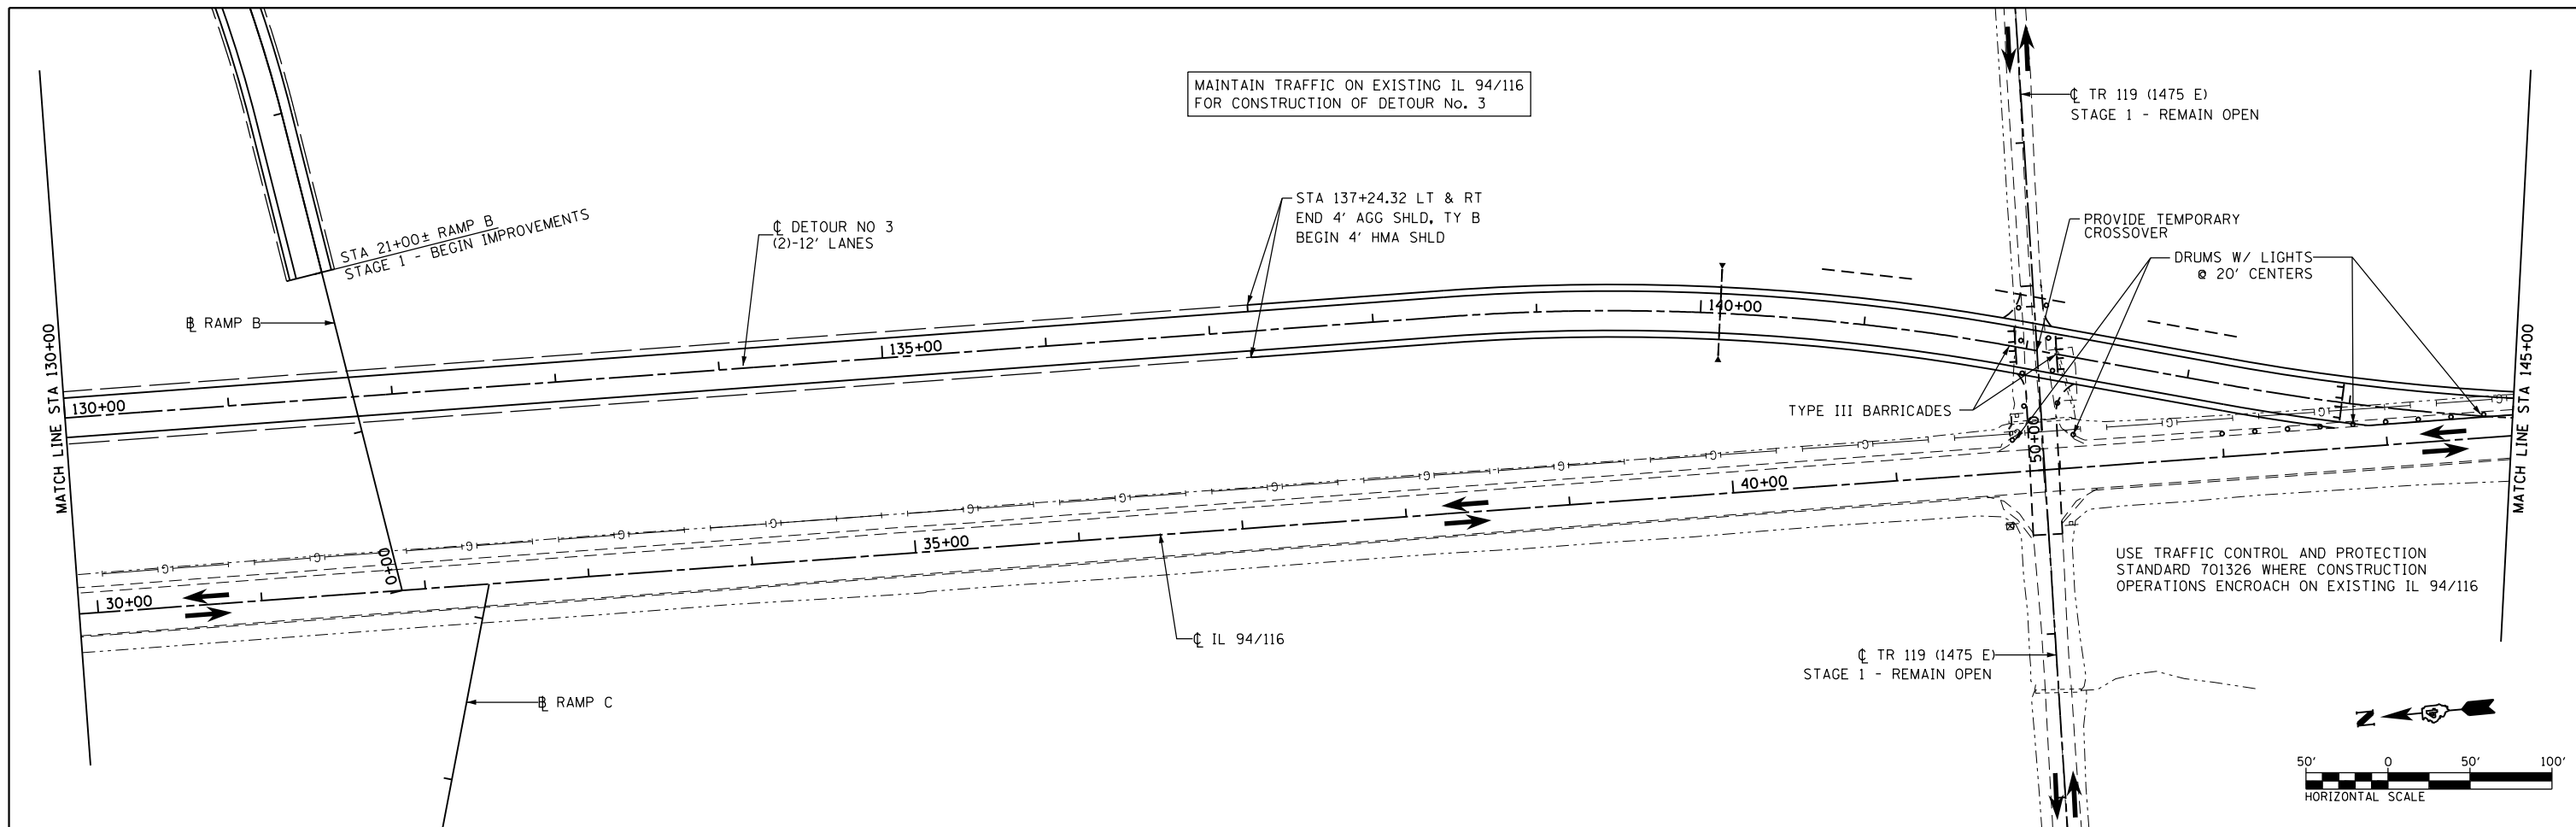 MAINTAIN TRAFFIC ON EXISTING IL 94/116
FOR CONSTRUCTION OF DETOUR No. 3
℄ TR 119 (1475 E)
STAGE 1 - REMAIN OPEN
STA 137+24.32 LT & RT
END 4' AGG SHLD, TY B
BEGIN 4' HMA SHLD
℄ DETOUR NO 3
(2)-12' LANES
STA 21+00± RAMP B
STAGE 1 - BEGIN IMPROVEMENTS
PROVIDE TEMPORARY
CROSSOVER
DRUMS W/ LIGHTS
@ 20' CENTERS
BL RAMP B
MATCH LINE STA 130+00
130+00
135+00
140+00
MATCH LINE STA 145+00
TYPE III BARRICADES
50+00
G G G G G G G G G G G G G G G G
30+00
0+00
35+00
40+00
USE TRAFFIC CONTROL AND PROTECTION
STANDARD 701326 WHERE CONSTRUCTION
OPERATIONS ENCROACH ON EXISTING IL 94/116
℄ IL 94/116
℄ TR 119 (1475 E)
STAGE 1 - REMAIN OPEN
BL RAMP C
N
50' 0 50' 100'
HORIZONTAL SCALE